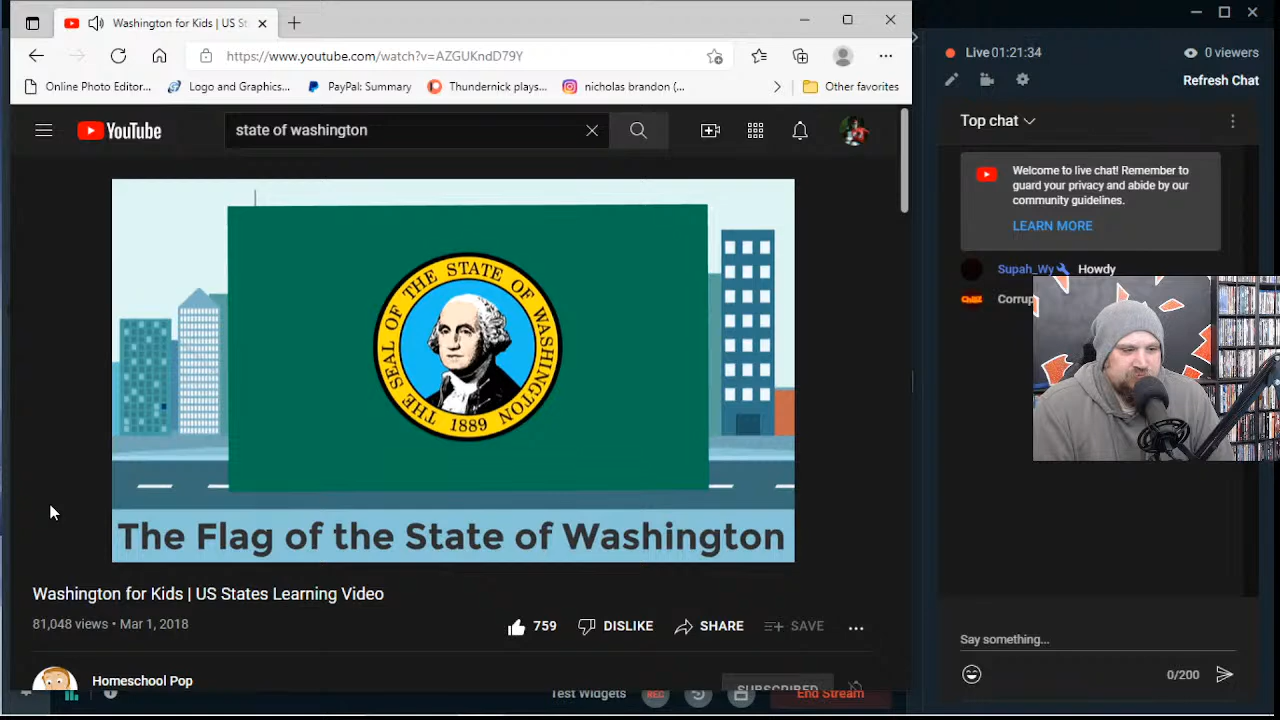 Washington for Kids | US St
https://www.youtube.com/watch?v=AZGUKndD79Y
Online Photo Editor...
Logo and Graphics...
PayPal: Summary
Thundernick plays...
nicholas brandon (...
Other favorites
YouTube
state of washington
THE SEAL OF THE STATE OF WASHINGTON
1889
The Flag of the State of Washington
Washington for Kids | US States Learning Video
81,048 views • Mar 1, 2018
759
DISLIKE
SHARE
SAVE
Homeschool Pop
SUBSCRIBED
Test Widgets
REC
End Stream
Live 01:21:34
0 viewers
Refresh Chat
Top chat
Welcome to live chat! Remember to
guard your privacy and abide by our
community guidelines.
LEARN MORE
Supah_Wy Howdy
Corrup
Say something...
0/200